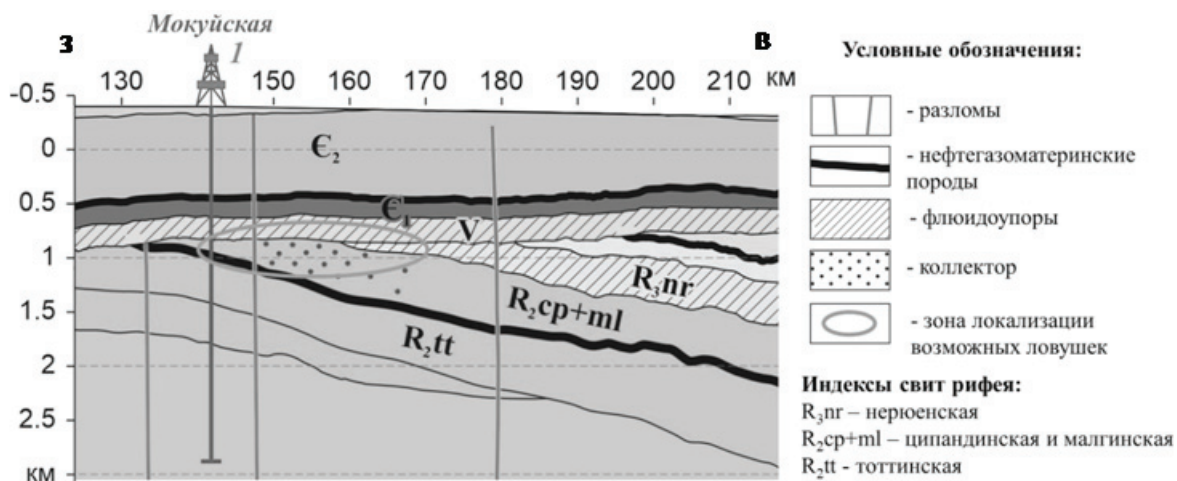 З
Мокуйская
1
В
130 150 160 170 180 190 200 210 км
-0.5
0
0.5
1
1.5
2
2.5
км
Є₂
Є₁
V
R₃nr
R₂cp+ml
R₂tt
Условные обозначения:
- разломы
- нефтегазоматеринские
породы
- флюидоупоры
- коллектор
- зона локализации
возможных ловушек
Индексы свит рифея:
R₃nr – нерюенская
R₂cp+ml – ципандинская и малгинская
R₂tt - тоттинская